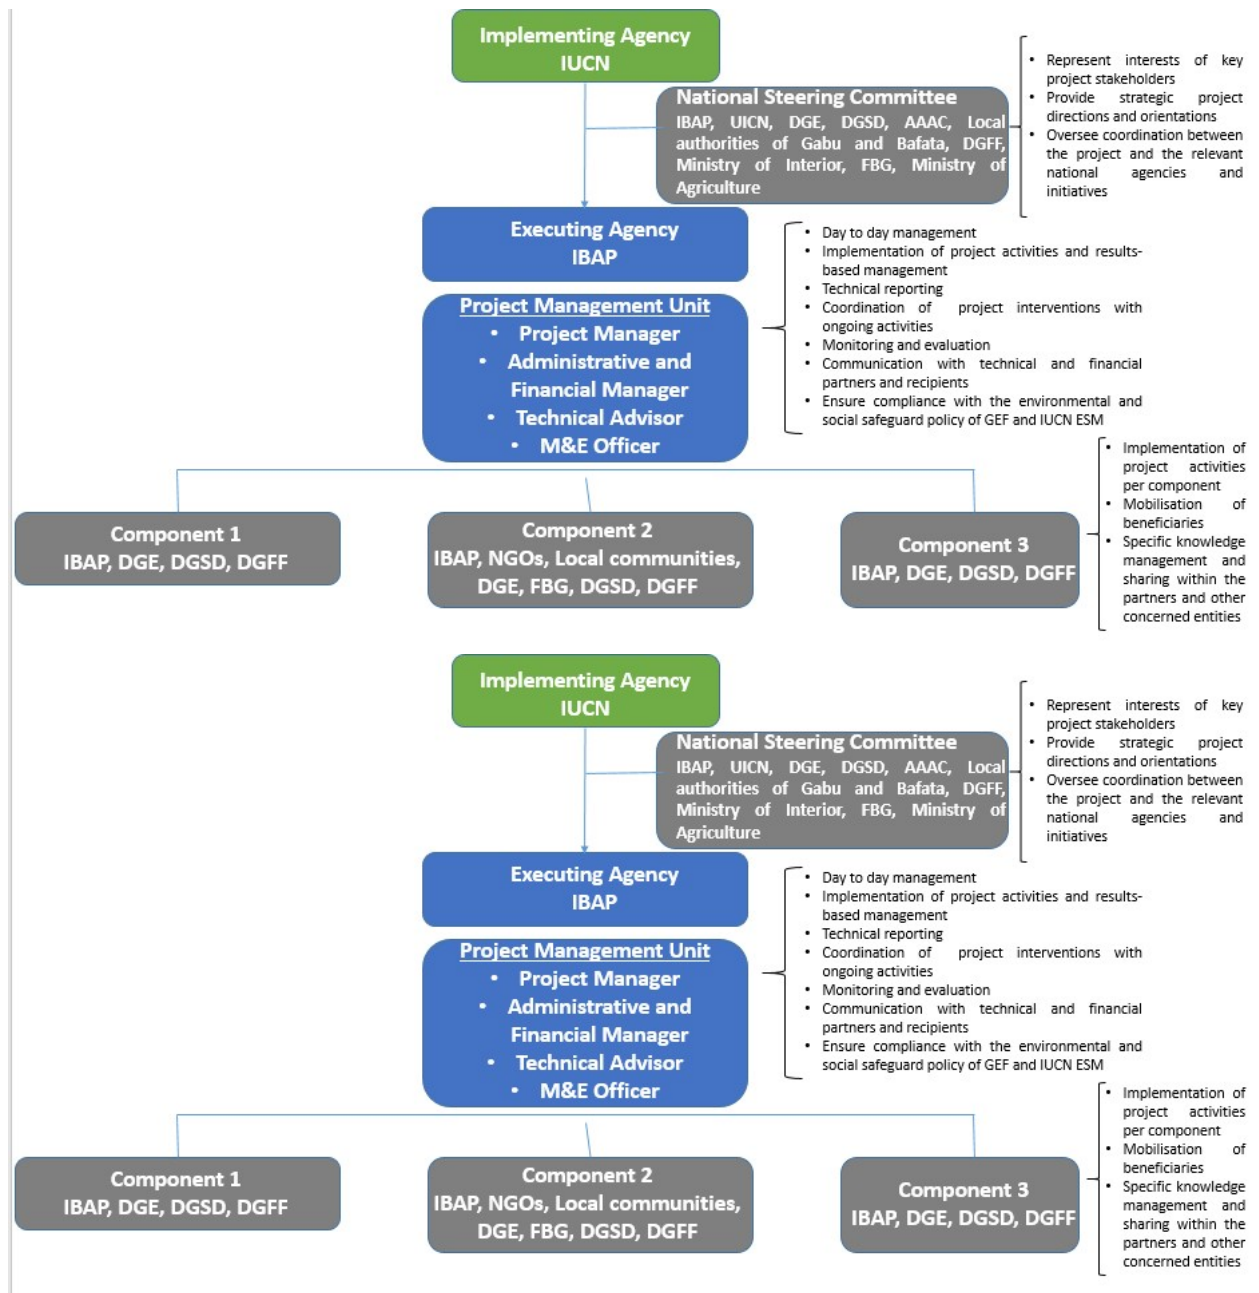 Implementing Agency
IUCN
National Steering Committee
IBAP, UICN, DGE, DGSD, AAAC, Local
authorities of Gabu and Bafata, DGFF,
Ministry of Interior, FBG, Ministry of
Agriculture
• Represent interests of key
project stakeholders
• Provide strategic project
directions and orientations
• Oversee coordination between
the project and the relevant
national agencies and
initiatives
Executing Agency
IBAP
Project Management Unit
• Project Manager
• Administrative and
Financial Manager
• Technical Advisor
• M&E Officer
• Day to day management
• Implementation of project activities and results-
based management
• Technical reporting
• Coordination of project interventions with
ongoing activities
• Monitoring and evaluation
• Communication with technical and financial
partners and recipients
• Ensure compliance with the environmental and
social safeguard policy of GEF and IUCN ESM
Component 1
IBAP, DGE, DGSD, DGFF
Component 2
IBAP, NGOs, Local communities,
DGE, FBG, DGSD, DGFF
Component 3
IBAP, DGE, DGSD, DGFF
• Implementation of
project activities
per component
• Mobilisation of
beneficiaries
• Specific knowledge
management and
sharing within the
partners and other
concerned entities
Implementing Agency
IUCN
National Steering Committee
IBAP, UICN, DGE, DGSD, AAAC, Local
authorities of Gabu and Bafata, DGFF,
Ministry of Interior, FBG, Ministry of
Agriculture
• Represent interests of key
project stakeholders
• Provide strategic project
directions and orientations
• Oversee coordination between
the project and the relevant
national agencies and
initiatives
Executing Agency
IBAP
Project Management Unit
• Project Manager
• Administrative and
Financial Manager
• Technical Advisor
• M&E Officer
• Day to day management
• Implementation of project activities and results-
based management
• Technical reporting
• Coordination of project interventions with
ongoing activities
• Monitoring and evaluation
• Communication with technical and financial
partners and recipients
• Ensure compliance with the environmental and
social safeguard policy of GEF and IUCN ESM
Component 1
IBAP, DGE, DGSD, DGFF
Component 2
IBAP, NGOs, Local communities,
DGE, FBG, DGSD, DGFF
Component 3
IBAP, DGE, DGSD, DGFF
• Implementation of
project activities
per component
• Mobilisation of
beneficiaries
• Specific knowledge
management and
sharing within the
partners and other
concerned entities